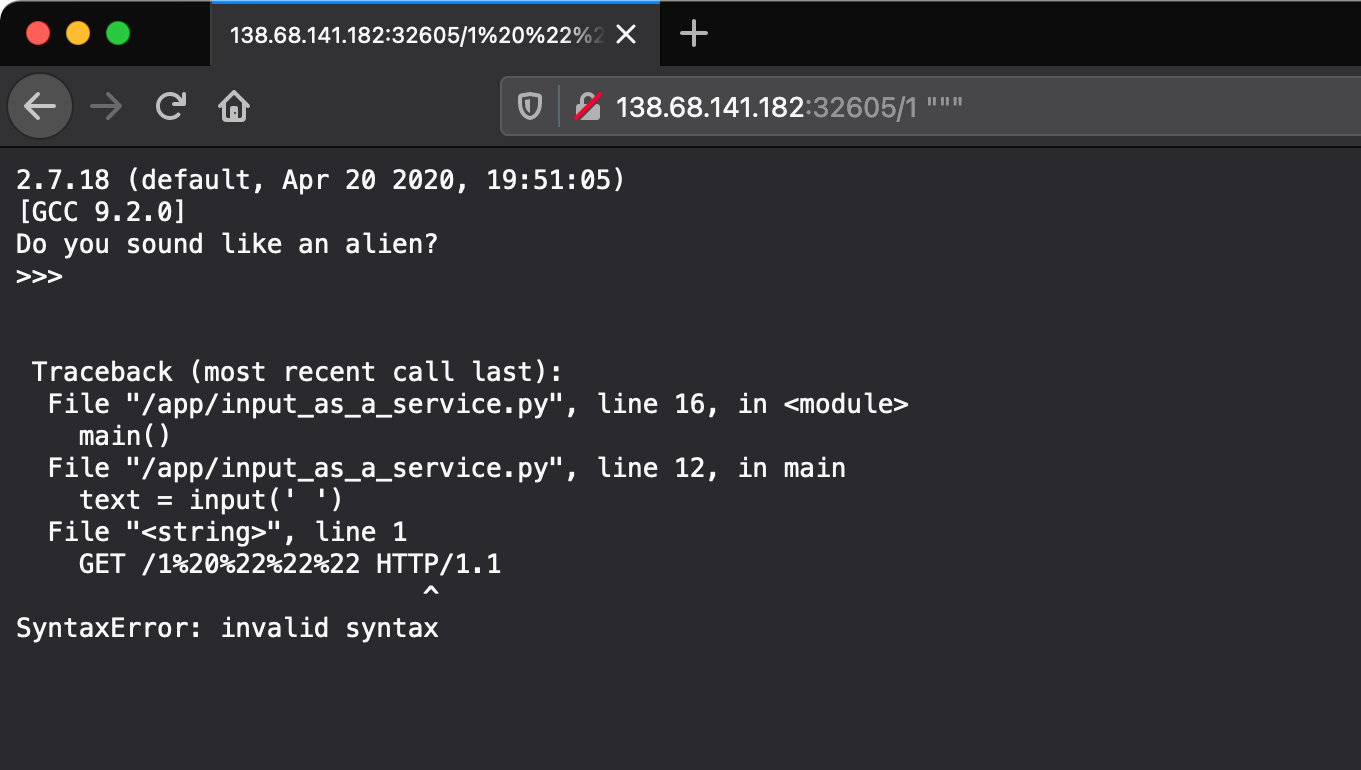 138.68.141.182:32605/1%20%22%2
138.68.141.182:32605/1 """
2.7.18 (default, Apr 20 2020, 19:51:05)
[GCC 9.2.0]
Do you sound like an alien?
>>>
Traceback (most recent call last):
File "/app/input_as_a_service.py", line 16, in <module>
main()
File "/app/input_as_a_service.py", line 12, in main
text = input(' ')
File "<string>", line 1
GET /1%20%22%22%22 HTTP/1.1
^
SyntaxError: invalid syntax